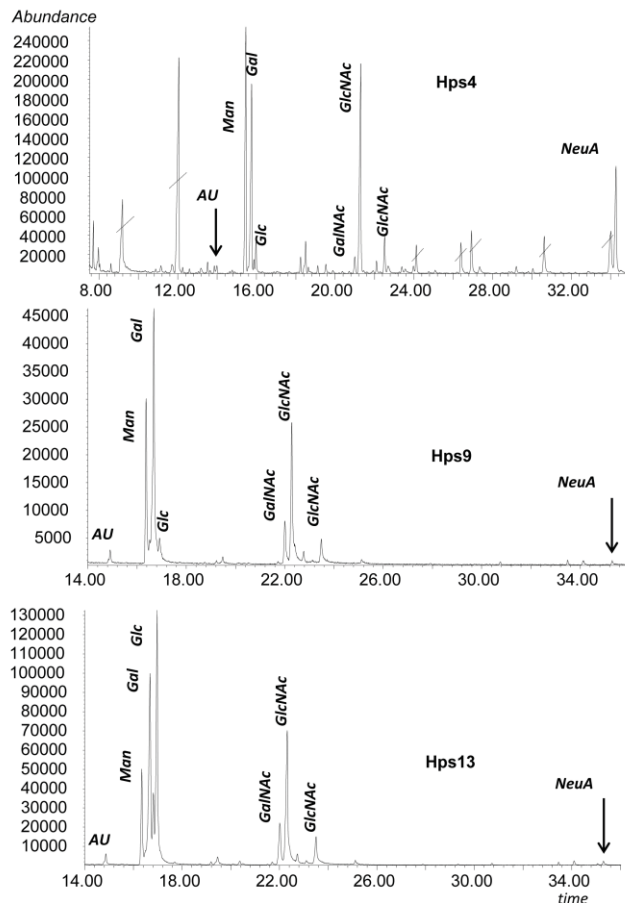 Abundance
240000
220000
200000
180000
160000
140000
120000
100000
80000
60000
40000
20000
Man
Gal
GlcNAc
Hps4
NeuA
AU
Glc
GalNAc
GlcNAc
8.00 12.00 16.00 20.00 24.00 28.00 32.00
45000
40000
35000
30000
25000
20000
15000
10000
5000
Gal
Man
GlcNAc
Hps9
NeuA
GalNAc
GlcNAc
AU
Glc
14.00 18.00 22.00 26.00 30.00 34.00
130000
120000
100000
90000
80000
70000
60000
50000
40000
30000
20000
10000
Glc
Gal
Man
GlcNAc
Hps13
NeuA
GalNAc
GlcNAc
AU
14.00 18.00 22.00 26.00 30.00 34.00
time